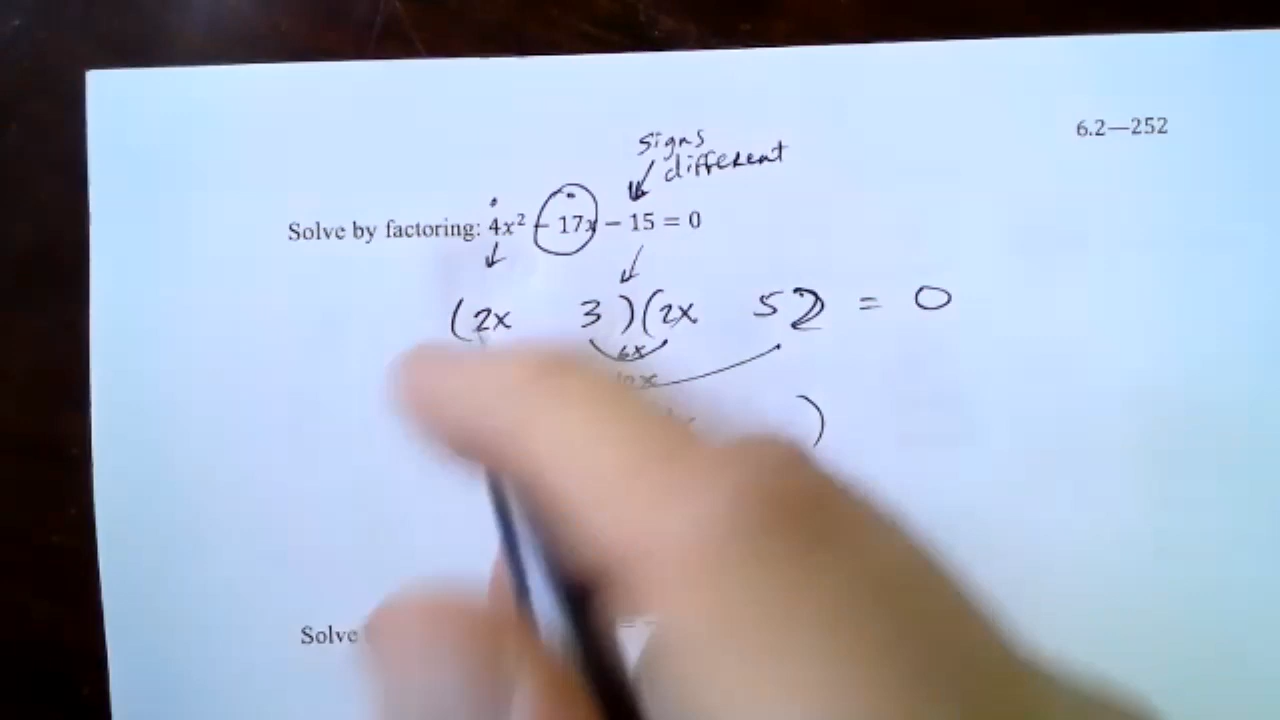 6.2—252
signs
different
Solve by factoring: 4x² − 17x − 15 = 0
(2x 3)(2x 5) = 0
6x
10x
)
Solve